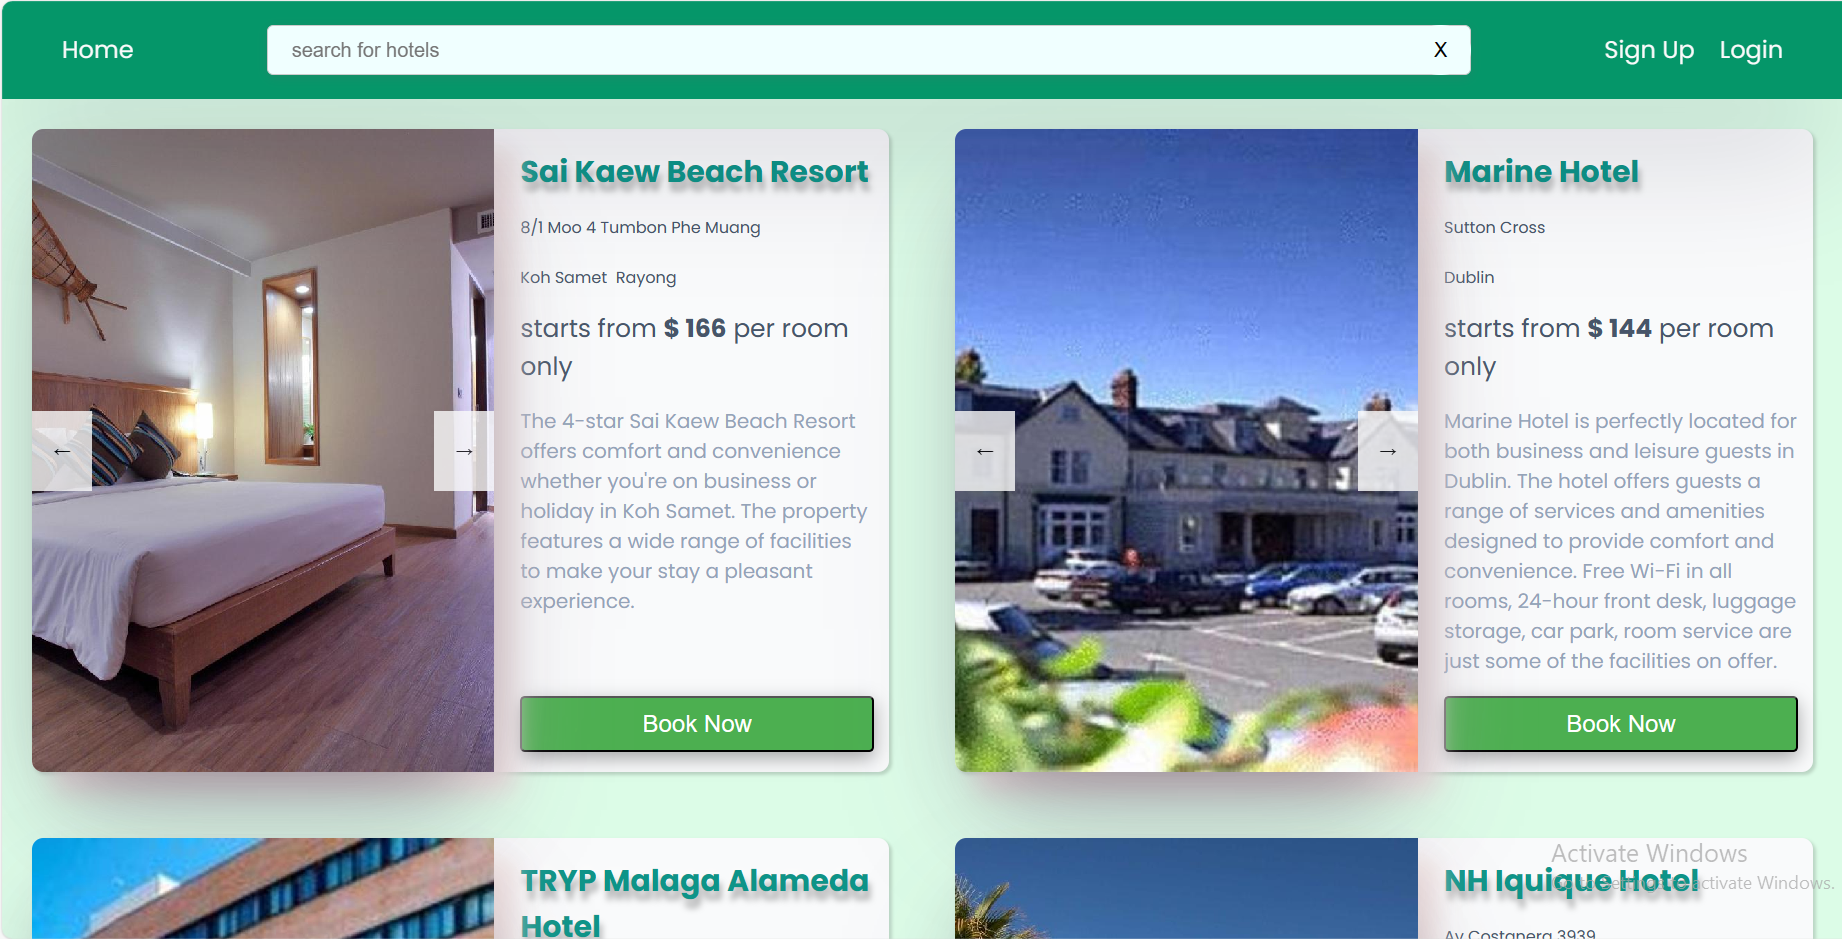 Home
search for hotels
X
Sign Up
Login
Sai Kaew Beach Resort
8/1 Moo 4 Tumbon Phe Muang
Koh Samet  Rayong
starts from $ 166 per room
only
The 4-star Sai Kaew Beach Resort
offers comfort and convenience
whether you're on business or
holiday in Koh Samet. The property
features a wide range of facilities
to make your stay a pleasant
experience.
Book Now
←
→
Marine Hotel
Sutton Cross
Dublin
starts from $ 144 per room
only
Marine Hotel is perfectly located for
both business and leisure guests in
Dublin. The hotel offers guests a
range of services and amenities
designed to provide comfort and
convenience. Free Wi-Fi in all
rooms, 24-hour front desk, luggage
storage, car park, room service are
just some of the facilities on offer.
Book Now
←
→
TRYP Malaga Alameda
Hotel
NH Iquique Hotel
Av Costanera 3939
Activate Windows
Go to Settings to activate Windows.